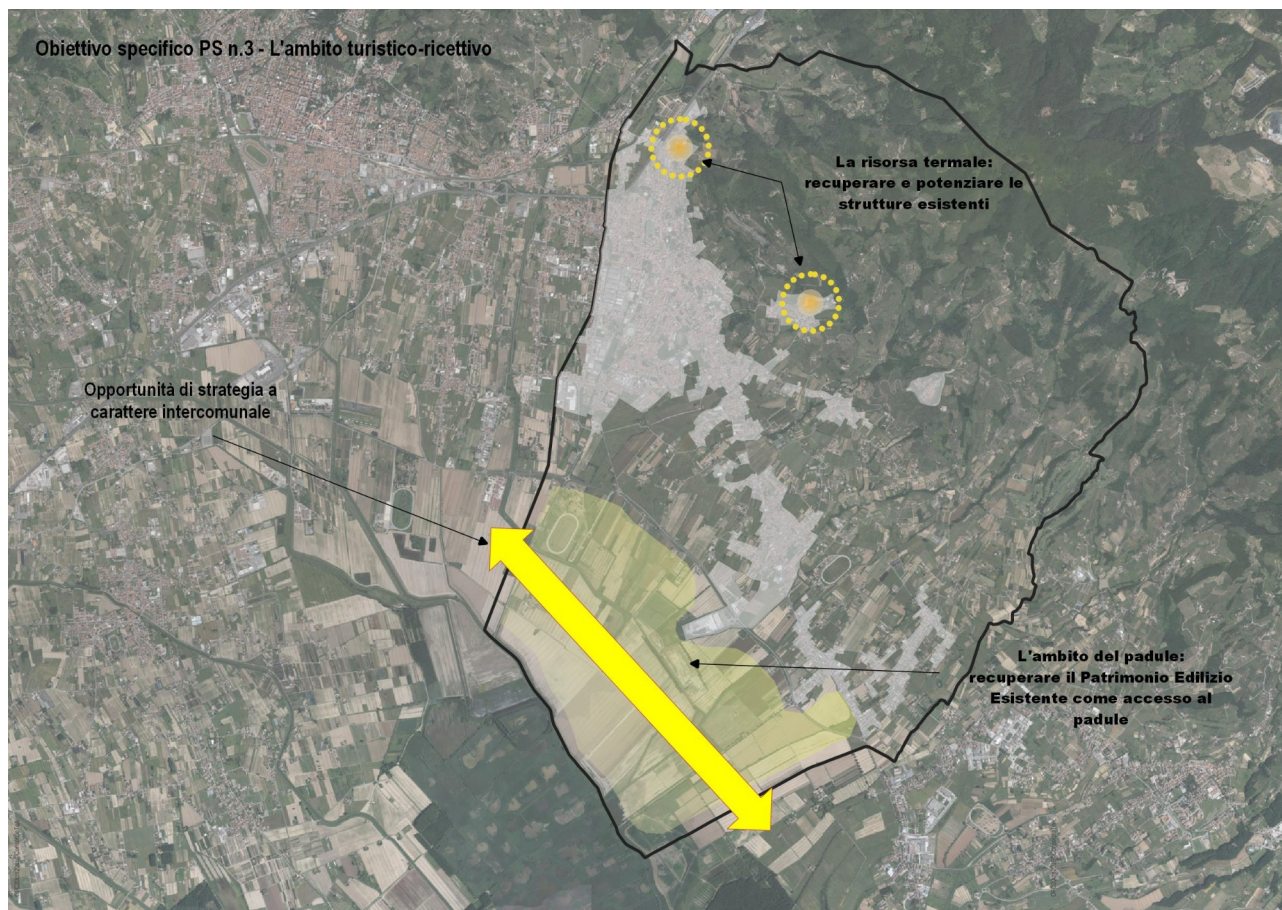 Obiettivo specifico PS n.3 - L'ambito turistico-ricettivo
La risorsa termale:
recuperare e potenziare le
strutture esistenti
Opportunità di strategia a
carattere intercomunale
L'ambito del padule:
recuperare il Patrimonio Edilizio
Esistente come accesso al
padule